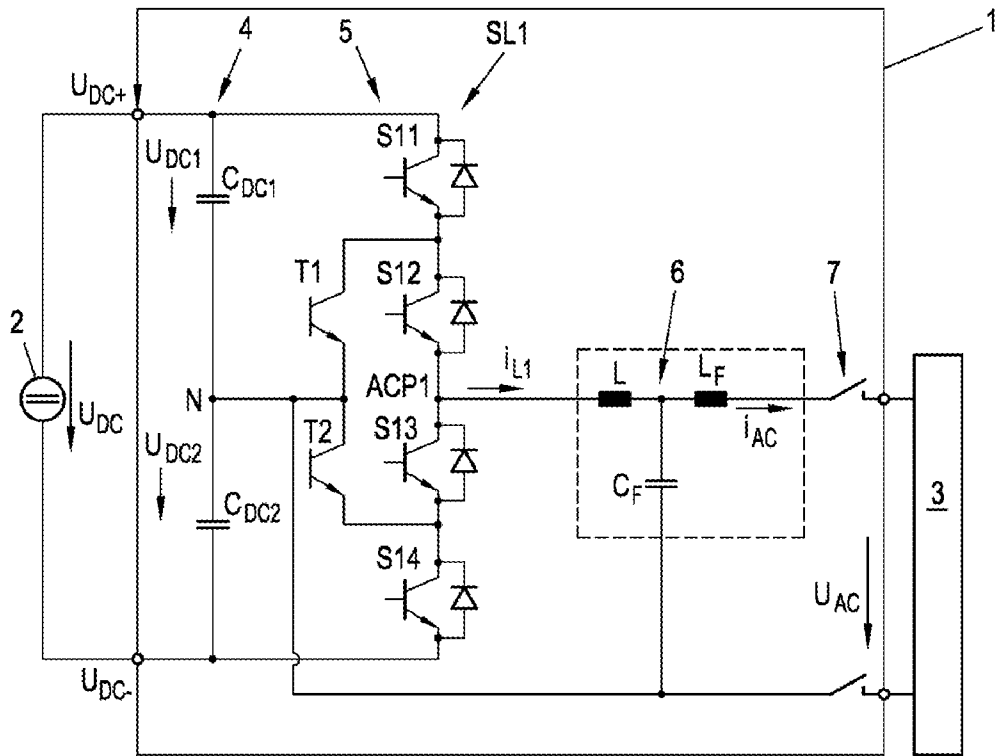 4
5
SL1
1
U_DC+
S11
U_DC1
C_DC1
T1
S12
6
7
2
i_L1
L
L_F
ACP1
N
U_DC
T2
S13
i_AC
U_DC2
C_F
C_DC2
3
S14
U_AC
U_DC-